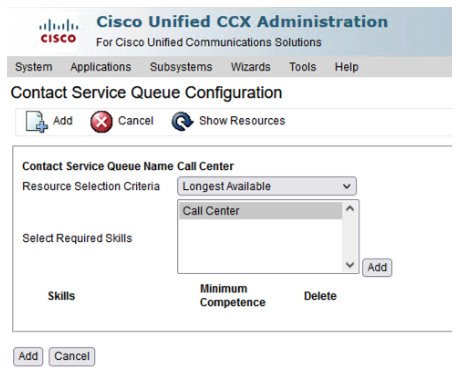 Cisco Unified CCX Administration
CISCO For Cisco Unified Communications Solutions
System Applications Subsystems Wizards Tools Help
Contact Service Queue Configuration
Add Cancel Show Resources
Contact Service Queue Name Call Center
Resource Selection Criteria Longest Available
Call Center
Select Required Skills
Add
Skills Minimum Competence Delete
Add Cancel